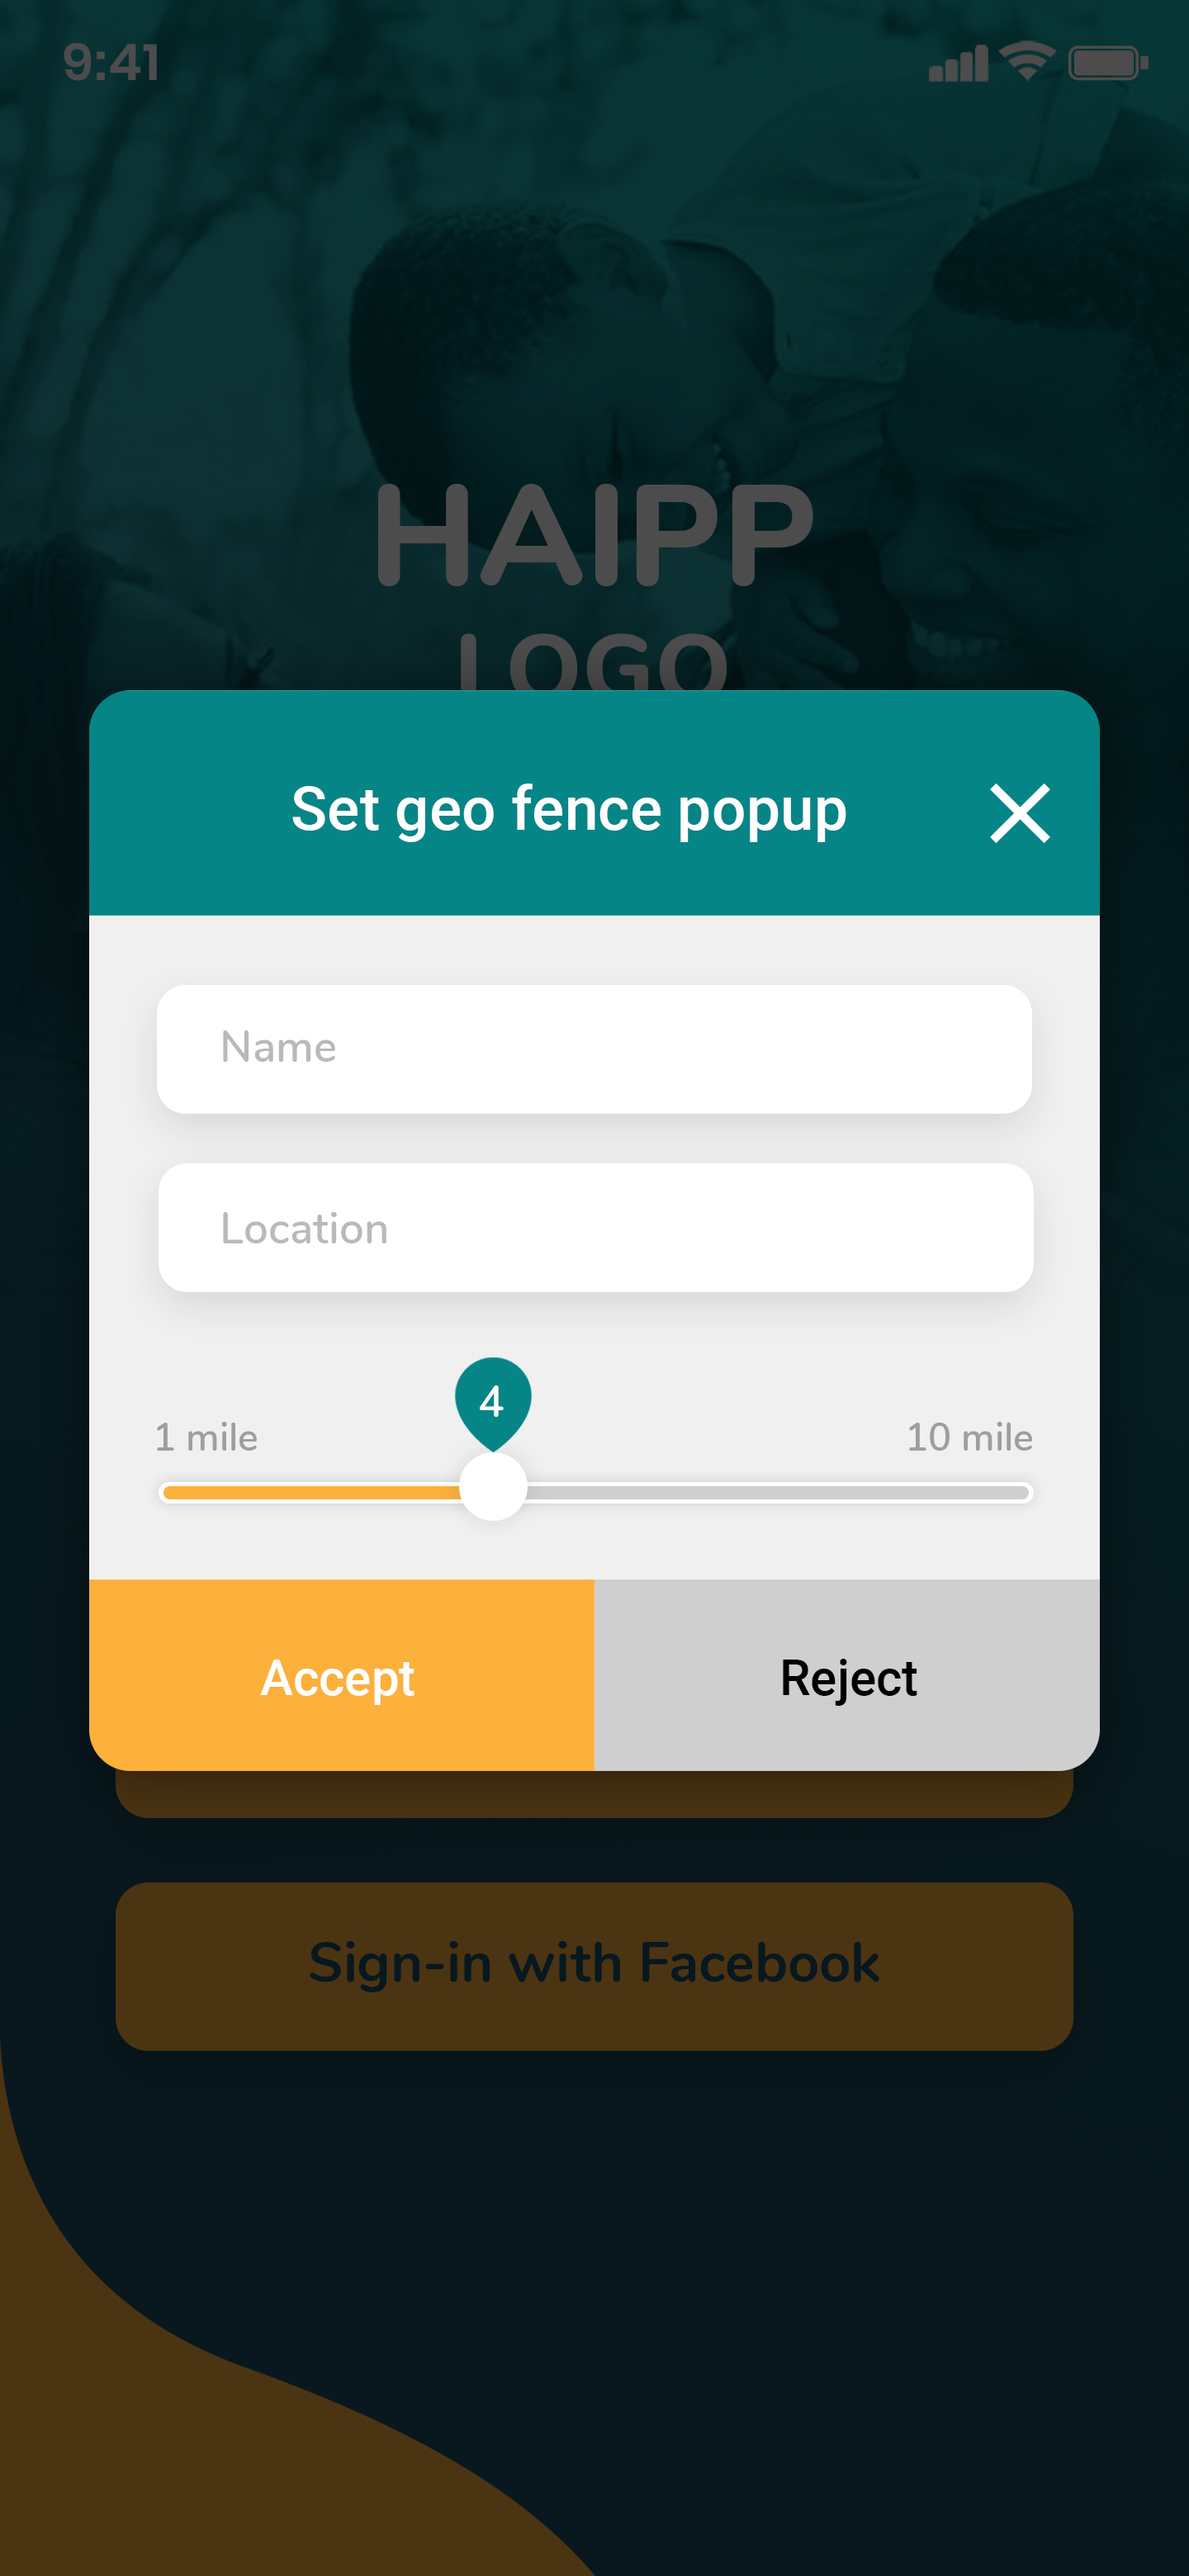 9:41
HAIPP
LOGO
Set geo fence popup
Name
Location
4
1 mile
10 mile
Accept
Reject
Sign-in with Facebook